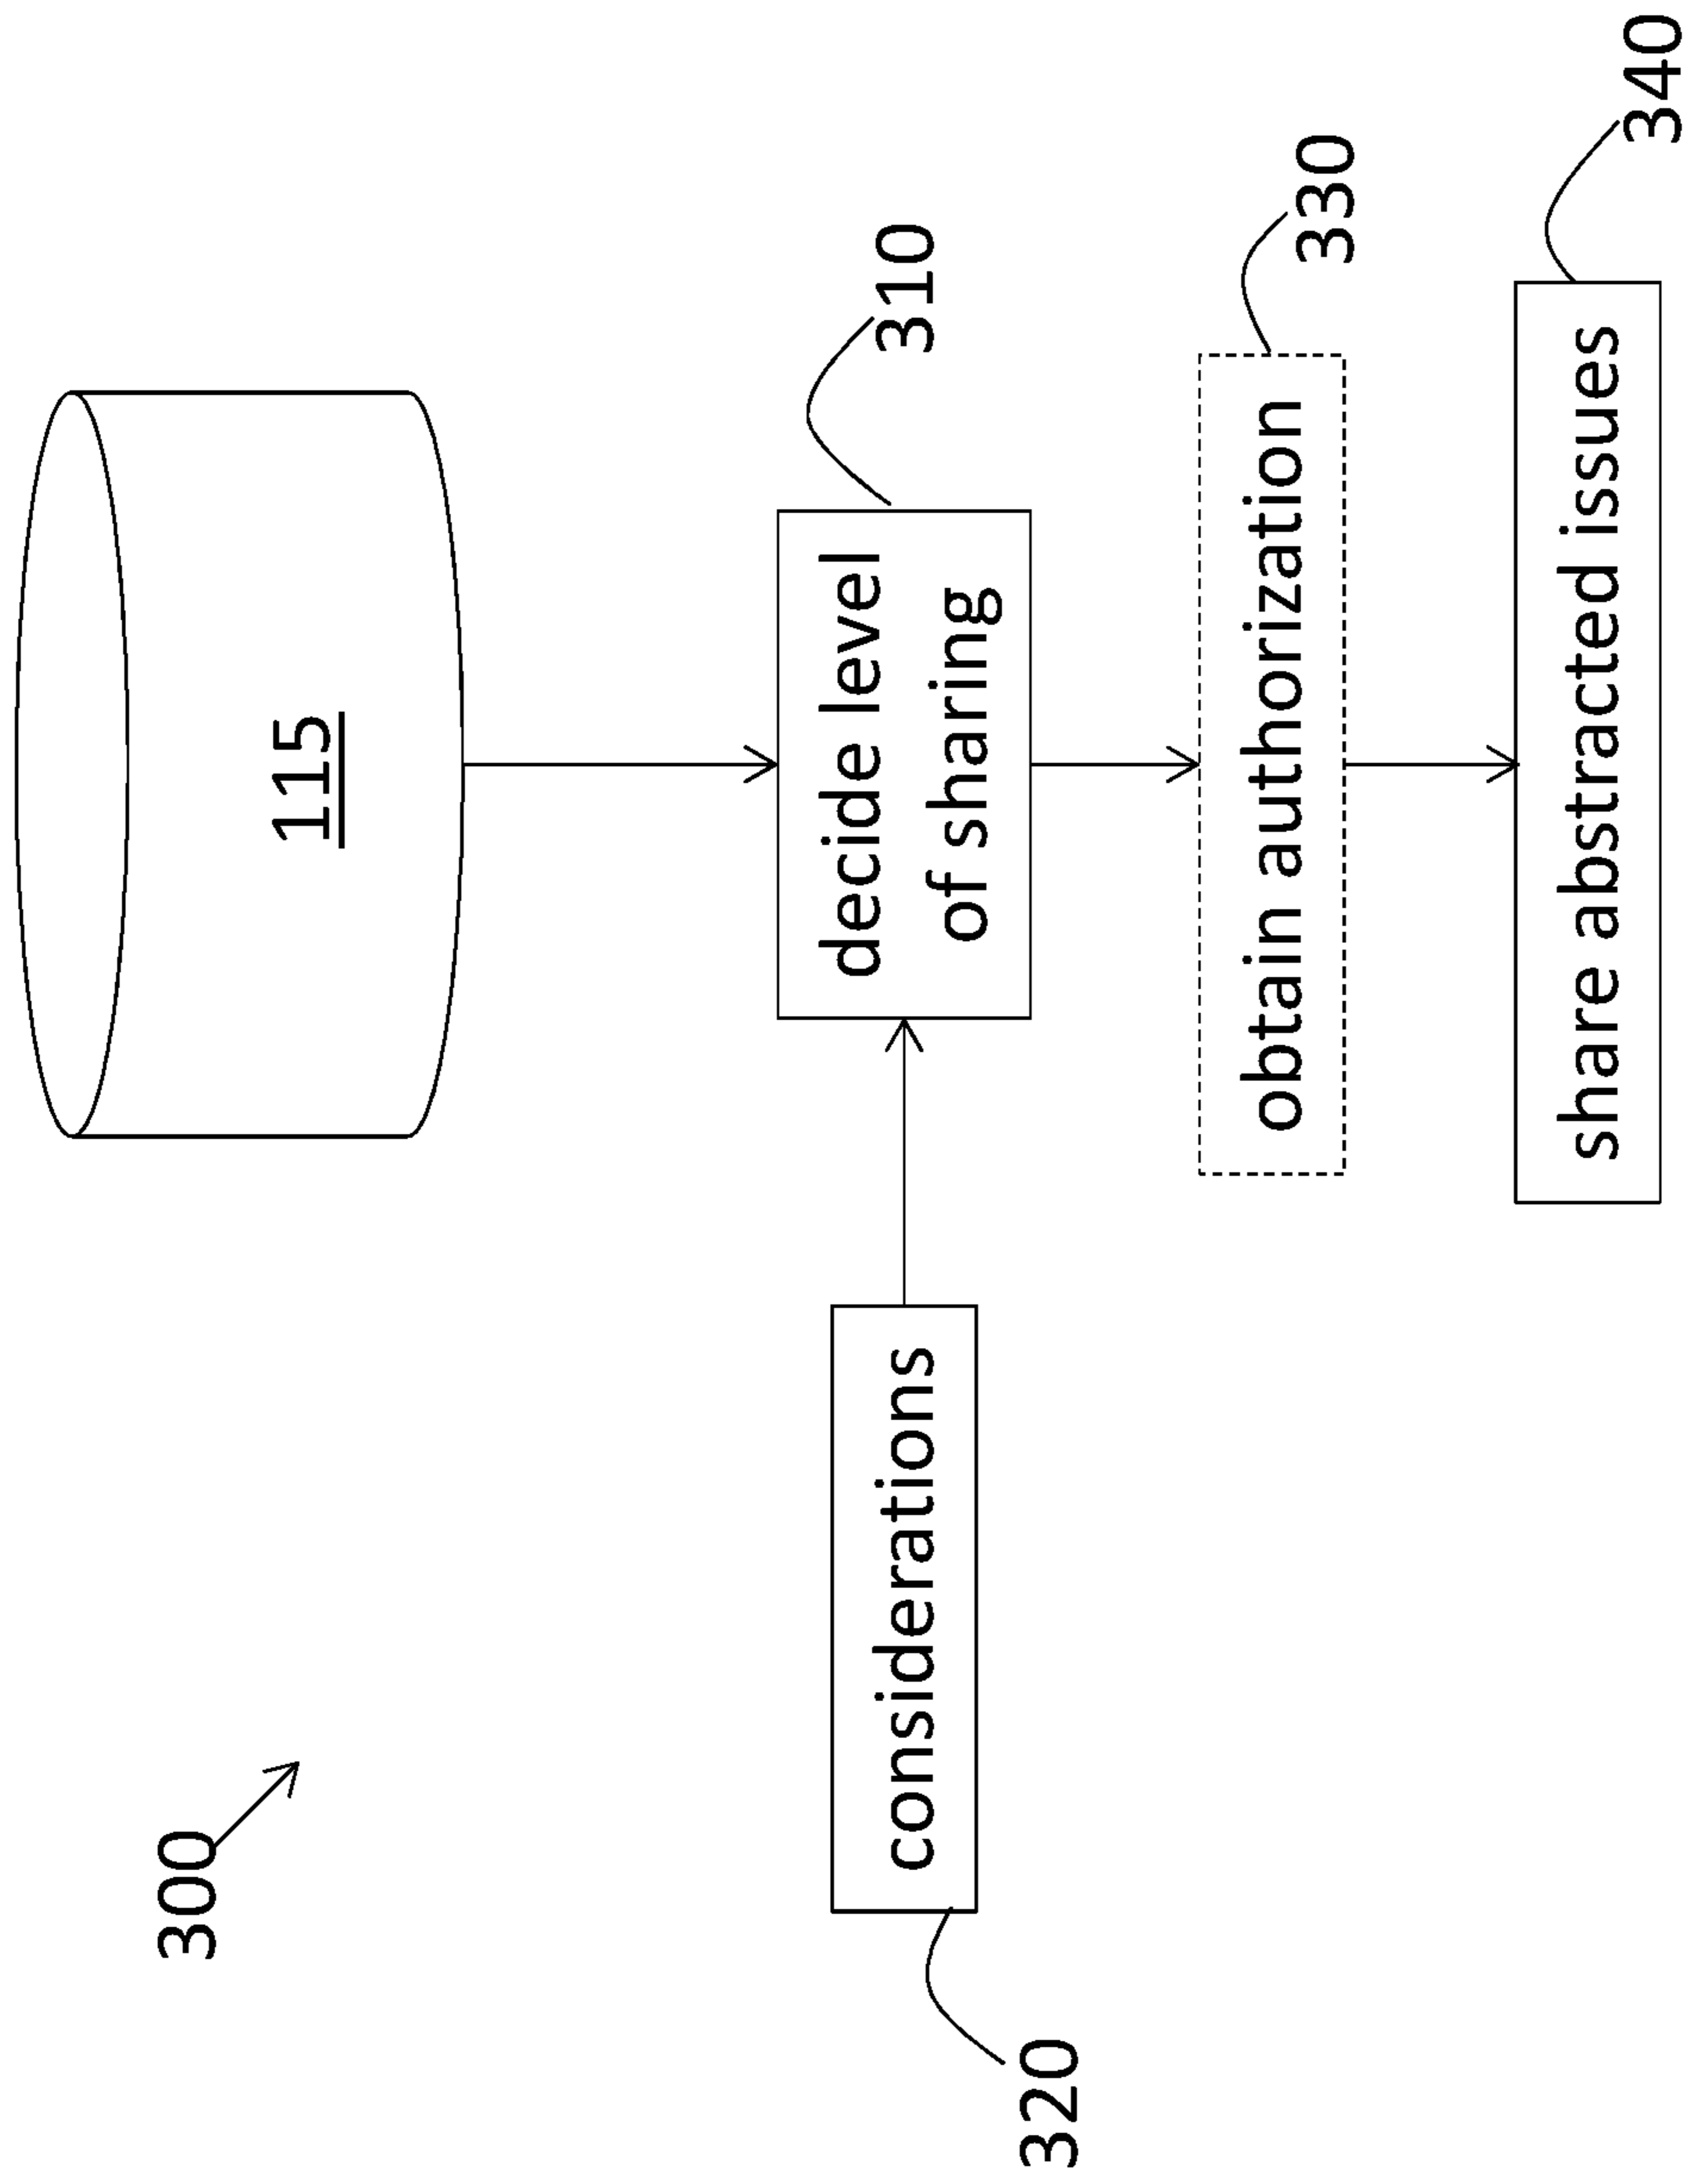 300
115
320
considerations
decide level
of sharing
310
obtain authorization
330
share abstracted issues
340